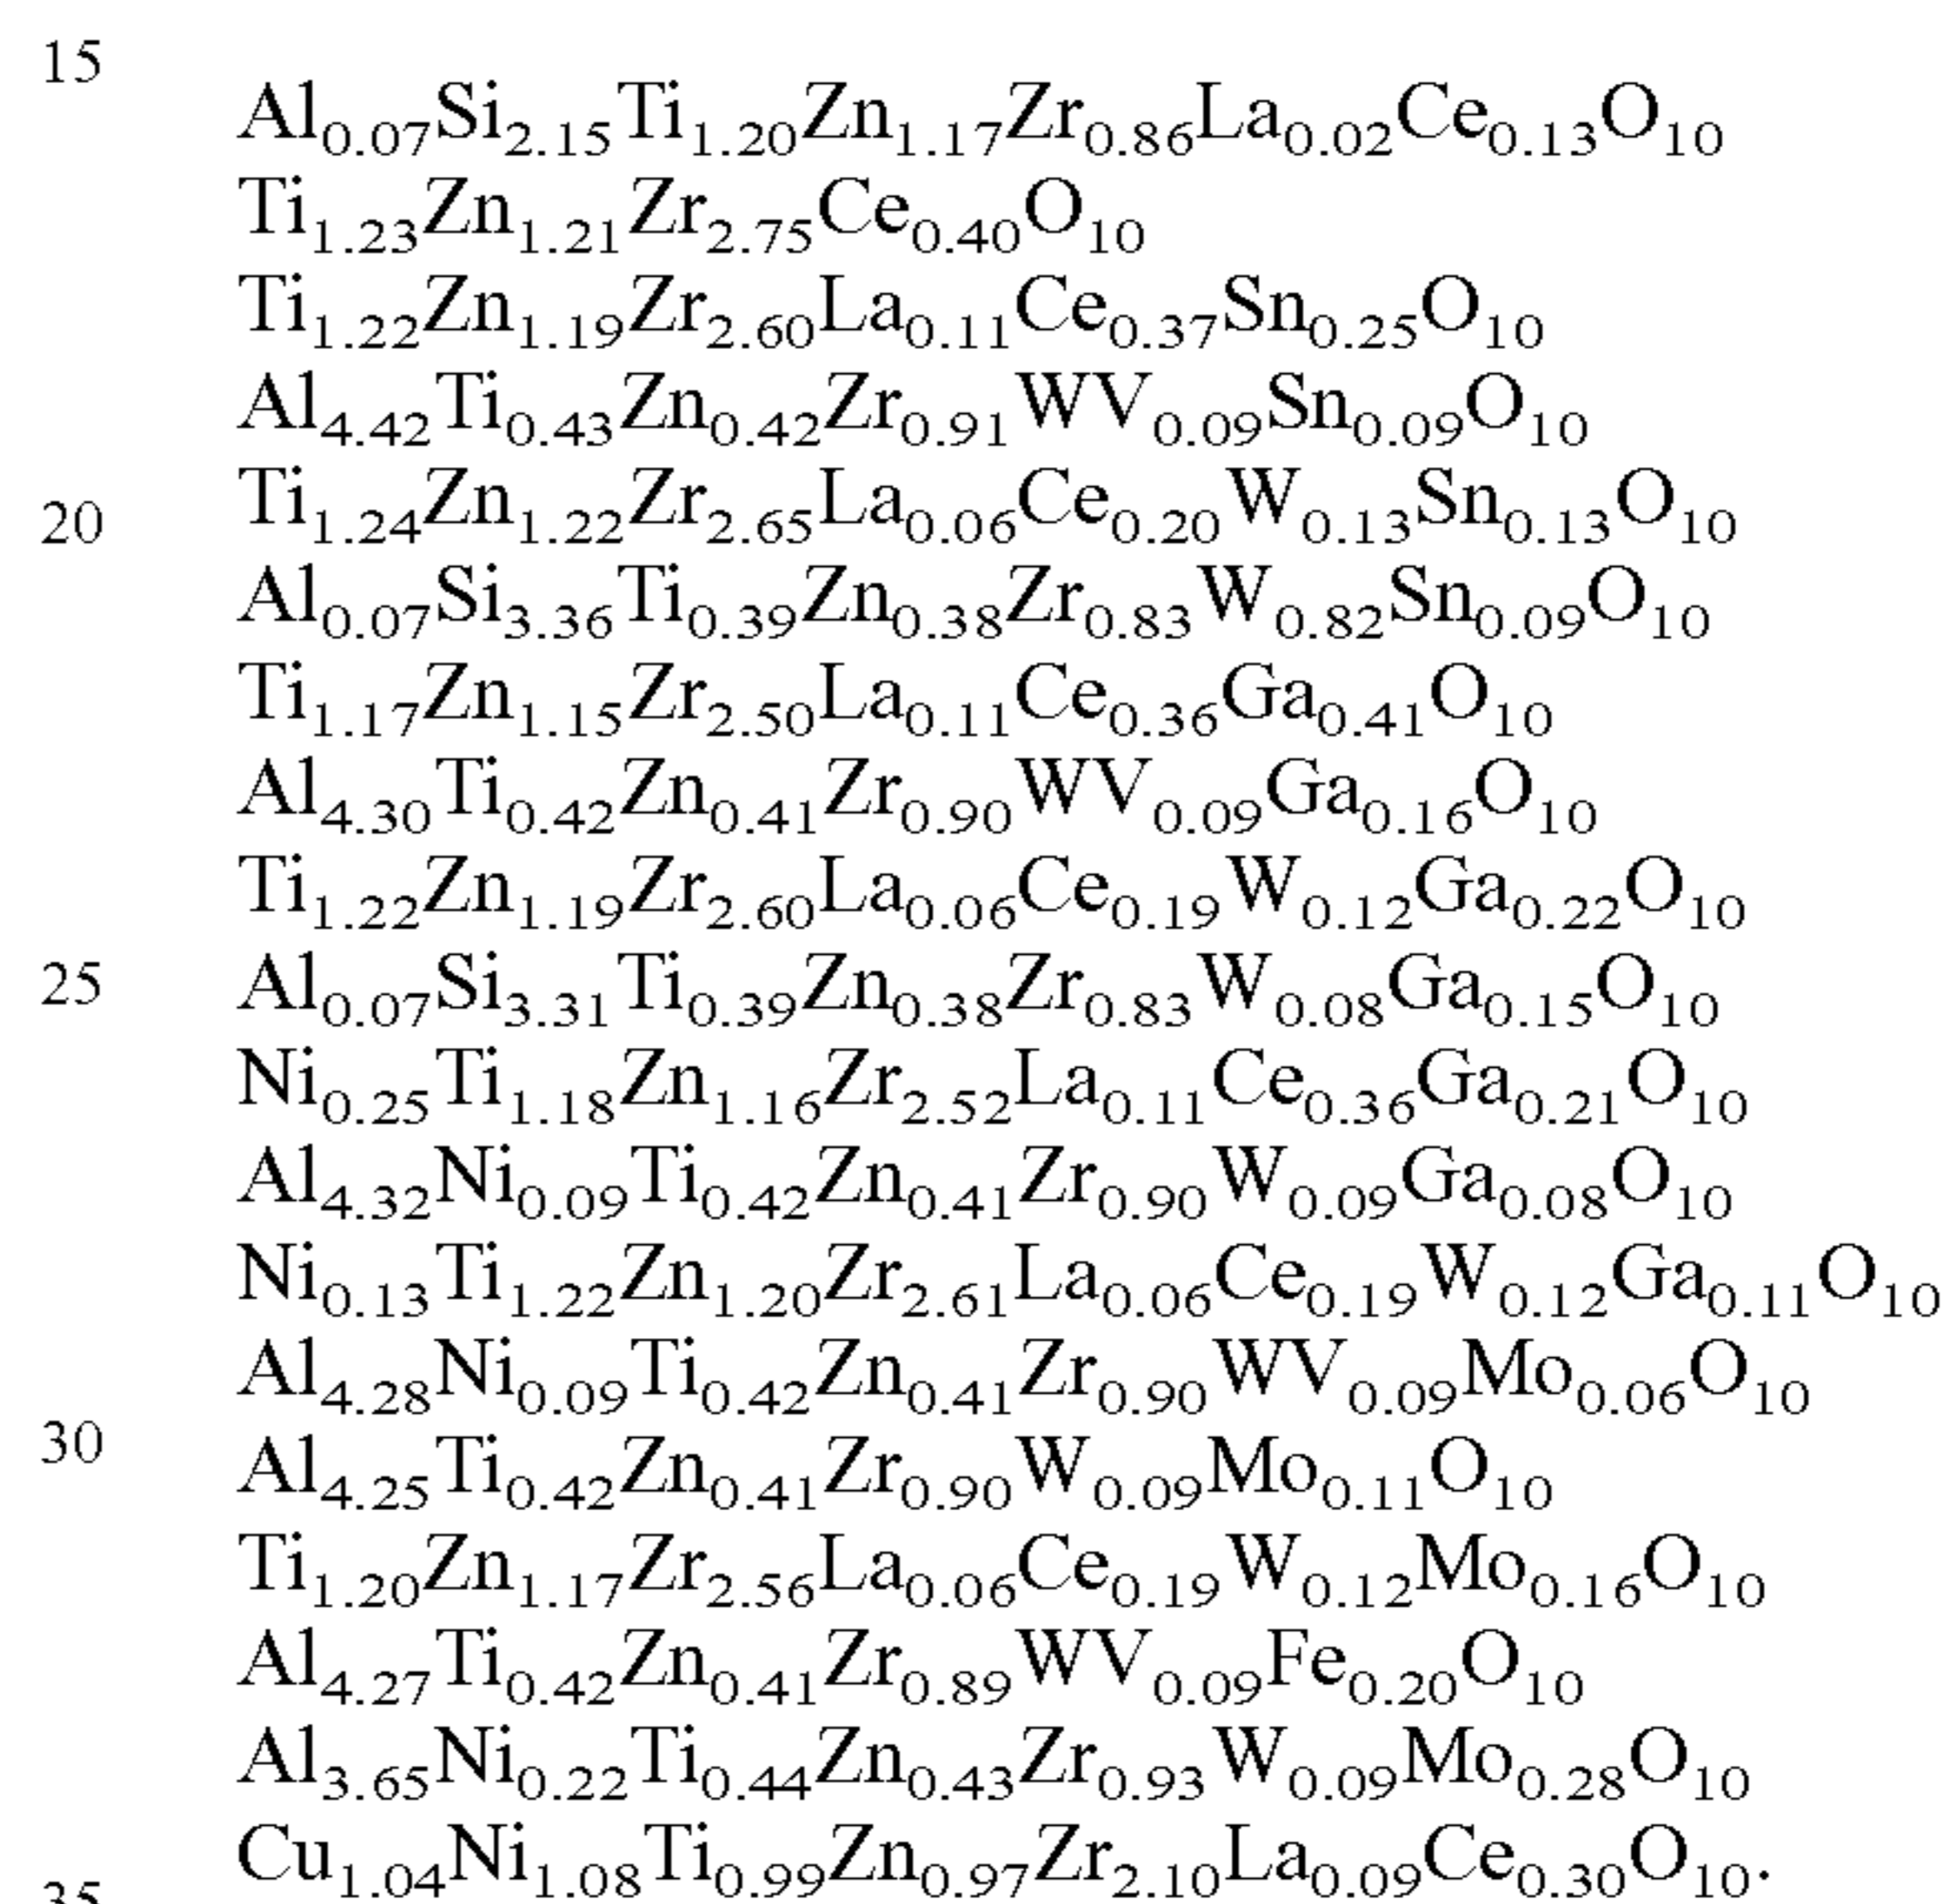 15
Al₀.₀₇Si₂.₁₅Ti₁.₂₀Zn₁.₁₇Zr₀.₈₆La₀.₀₂Ce₀.₁₃O₁₀
Ti₁.₂₃Zn₁.₂₁Zr₂.₇₅Ce₀.₄₀O₁₀
Ti₁.₂₂Zn₁.₁₉Zr₂.₆₀La₀.₁₁Ce₀.₃₇Sn₀.₂₅O₁₀
Al₄.₄₂Ti₀.₄₃Zn₀.₄₂Zr₀.₉₁WV₀.₀₉Sn₀.₀₉O₁₀
20 Ti₁.₂₄Zn₁.₂₂Zr₂.₆₅La₀.₀₆Ce₀.₂₀W₀.₁₃Sn₀.₁₃O₁₀
Al₀.₀₇Si₃.₃₆Ti₀.₃₉Zn₀.₃₈Zr₀.₈₃W₀.₈₂Sn₀.₀₉O₁₀
Ti₁.₁₇Zn₁.₁₅Zr₂.₅₀La₀.₁₁Ce₀.₃₆Ga₀.₄₁O₁₀
Al₄.₃₀Ti₀.₄₂Zn₀.₄₁Zr₀.₉₀WV₀.₀₉Ga₀.₁₆O₁₀
Ti₁.₂₂Zn₁.₁₉Zr₂.₆₀La₀.₀₆Ce₀.₁₉W₀.₁₂Ga₀.₂₂O₁₀
25 Al₀.₀₇Si₃.₃₁Ti₀.₃₉Zn₀.₃₈Zr₀.₈₃W₀.₀₈Ga₀.₁₅O₁₀
Ni₀.₂₅Ti₁.₁₈Zn₁.₁₆Zr₂.₅₂La₀.₁₁Ce₀.₃₆Ga₀.₂₁O₁₀
Al₄.₃₂Ni₀.₀₉Ti₀.₄₂Zn₀.₄₁Zr₀.₉₀W₀.₀₉Ga₀.₀₈O₁₀
Ni₀.₁₃Ti₁.₂₂Zn₁.₂₀Zr₂.₆₁La₀.₀₆Ce₀.₁₉W₀.₁₂Ga₀.₁₁O₁₀
Al₄.₂₈Ni₀.₀₉Ti₀.₄₂Zn₀.₄₁Zr₀.₉₀WV₀.₀₉Mo₀.₀₆O₁₀
30 Al₄.₂₅Ti₀.₄₂Zn₀.₄₁Zr₀.₉₀W₀.₀₉Mo₀.₁₁O₁₀
Ti₁.₂₀Zn₁.₁₇Zr₂.₅₆La₀.₀₆Ce₀.₁₉W₀.₁₂Mo₀.₁₆O₁₀
Al₄.₂₇Ti₀.₄₂Zn₀.₄₁Zr₀.₈₉WV₀.₀₉Fe₀.₂₀O₁₀
Al₃.₆₅Ni₀.₂₂Ti₀.₄₄Zn₀.₄₃Zr₀.₉₃W₀.₀₉Mo₀.₂₈O₁₀
Cu₁.₀₄Ni₁.₀₈Ti₀.₉₉Zn₀.₉₇Zr₂.₁₀La₀.₀₉Ce₀.₃₀O₁₀.
35